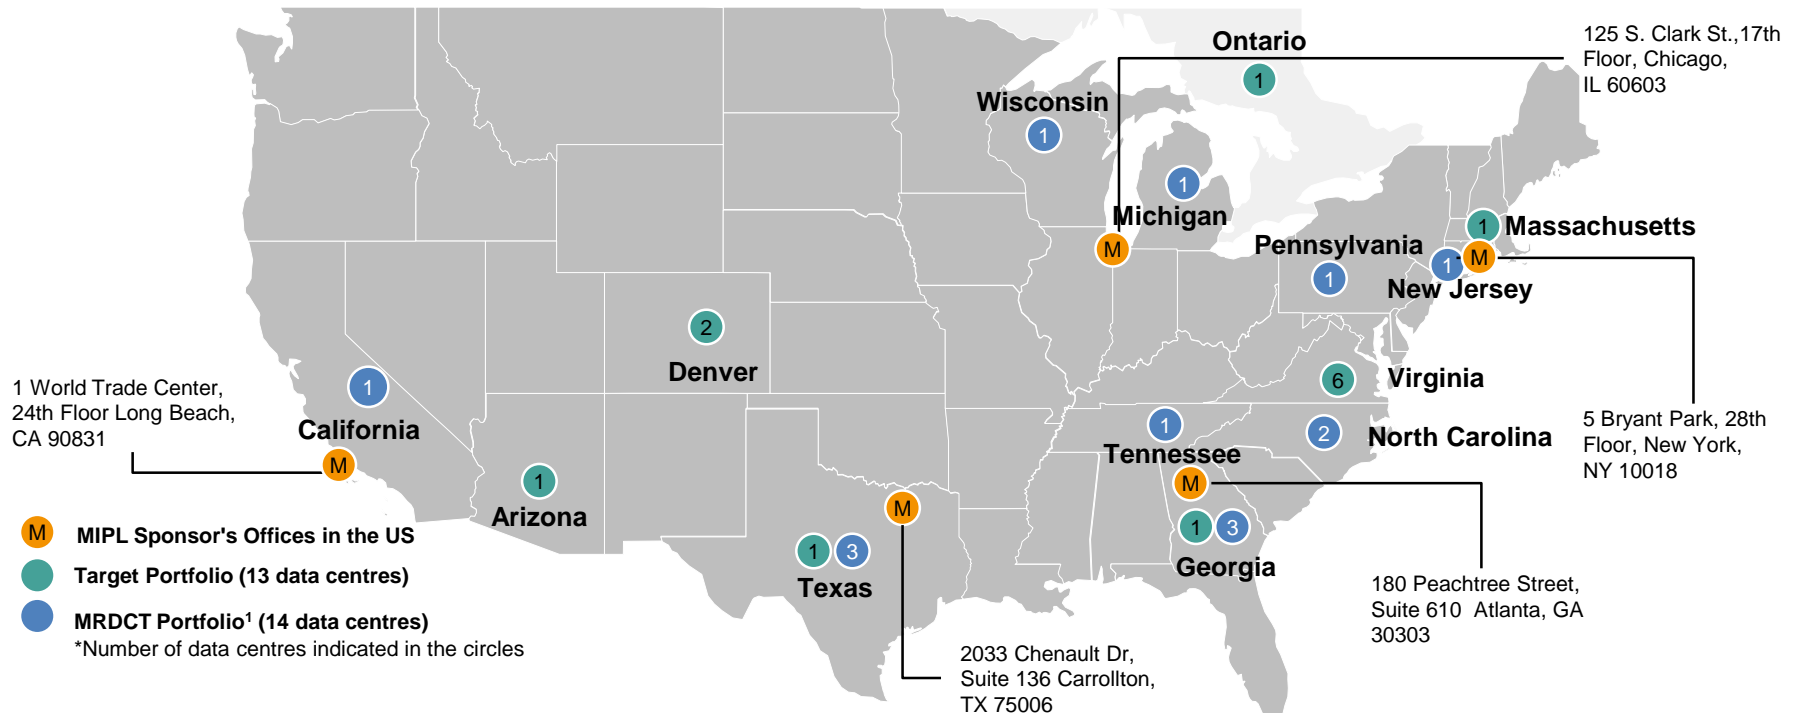 125 S. Clark St.,17th
Floor, Chicago,
IL 60603
Ontario
1
Wisconsin
1
1
Michigan
M
1
Massachusetts
Pennsylvania
1
1
M
New Jersey
2
Denver
6
Virginia
1 World Trade Center,
24th Floor Long Beach,
CA 90831
1
California
M
1
Tennessee
2
North Carolina
5 Bryant Park, 28th
Floor, New York,
NY 10018
1
Arizona
M
M
1
3
Texas
1
3
Georgia
180 Peachtree Street,
Suite 610 Atlanta, GA
30303
2033 Chenault Dr,
Suite 136 Carrollton,
TX 75006
M MIPL Sponsor's Offices in the US
Target Portfolio (13 data centres)
MRDCT Portfolio¹ (14 data centres)
*Number of data centres indicated in the circles